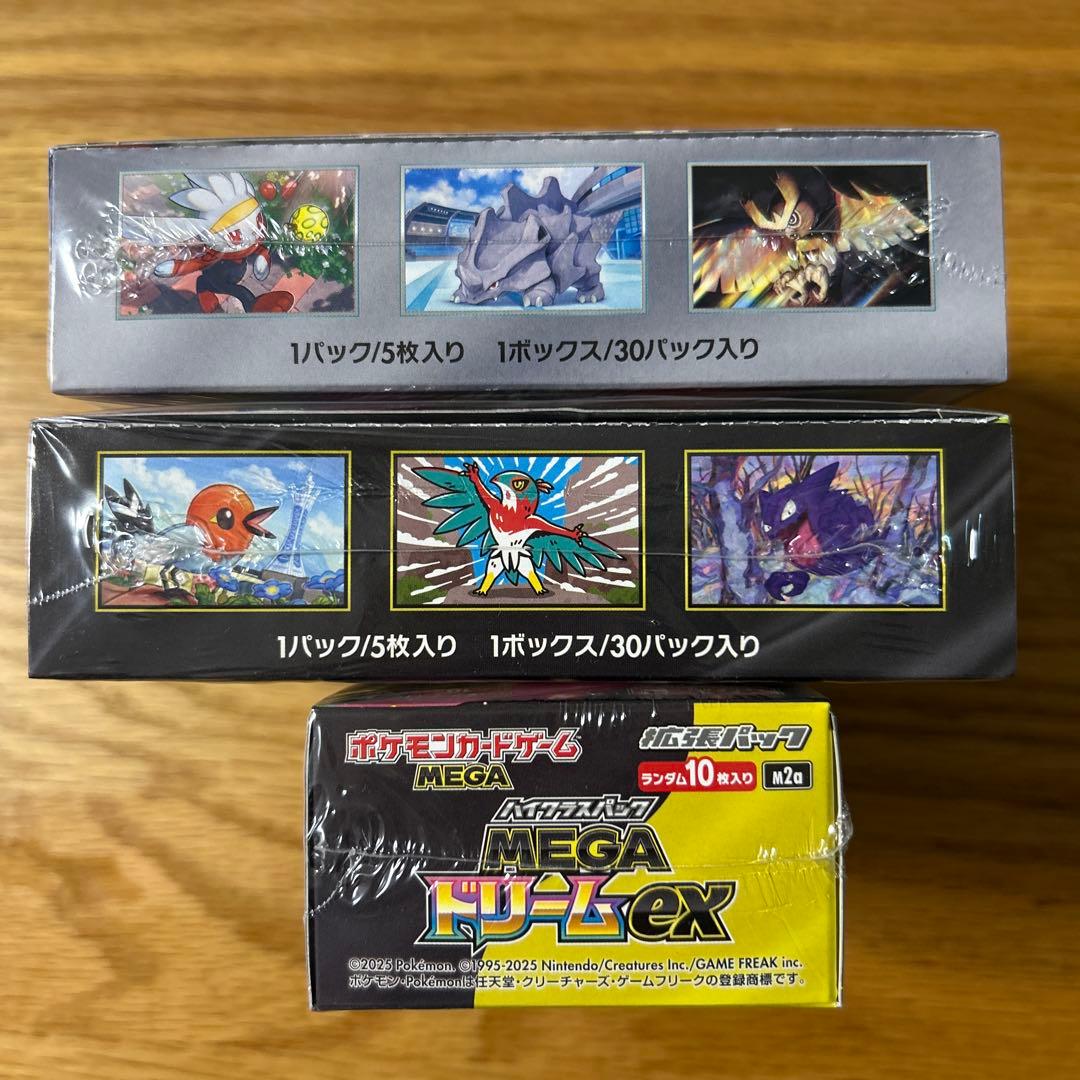 1パック/5枚入り 1ボックス/30パック入り
1パック/5枚入り 1ボックス/30パック入り
ポケモンカードゲーム
MEGA
拡張パック
ランダム10枚入り M2a
ハイクラスパック
MEGA
ドリームex
©2025 Pokémon. ©1995-2025 Nintendo/Creatures Inc./GAME FREAK inc.
ポケモン・Pokémonは任天堂・クリーチャーズ・ゲームフリークの登録商標です。